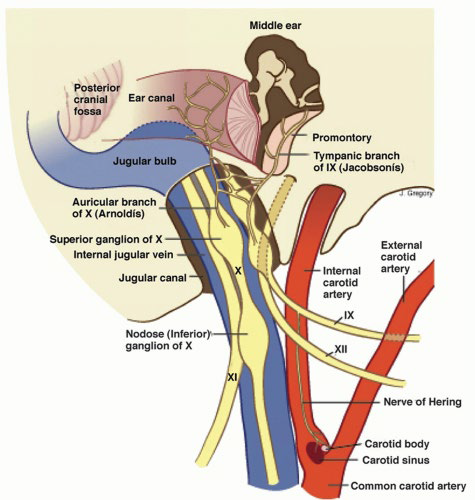 Middle ear
Posterior
cranial
fossa
Ear canal
Promontory
Tympanic branch
of IX (Jacobsonís)
Jugular bulb
J. Gregory
Auricular branch
of X (Arnoldís)
Superior ganglion of X
Internal jugular vein
Jugular canal
X
External
carotid
artery
Internal
carotid
artery
IX
Nodose (Inferior)
ganglion of X
XII
XI
Nerve of Hering
Carotid body
Carotid sinus
Common carotid artery